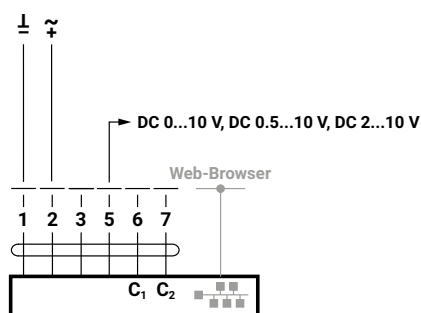 ⊥ ~
– +
DC 0...10 V, DC 0.5...10 V, DC 2...10 V
Web-Browser
1 2 3 5 6 7
C₁ C₂